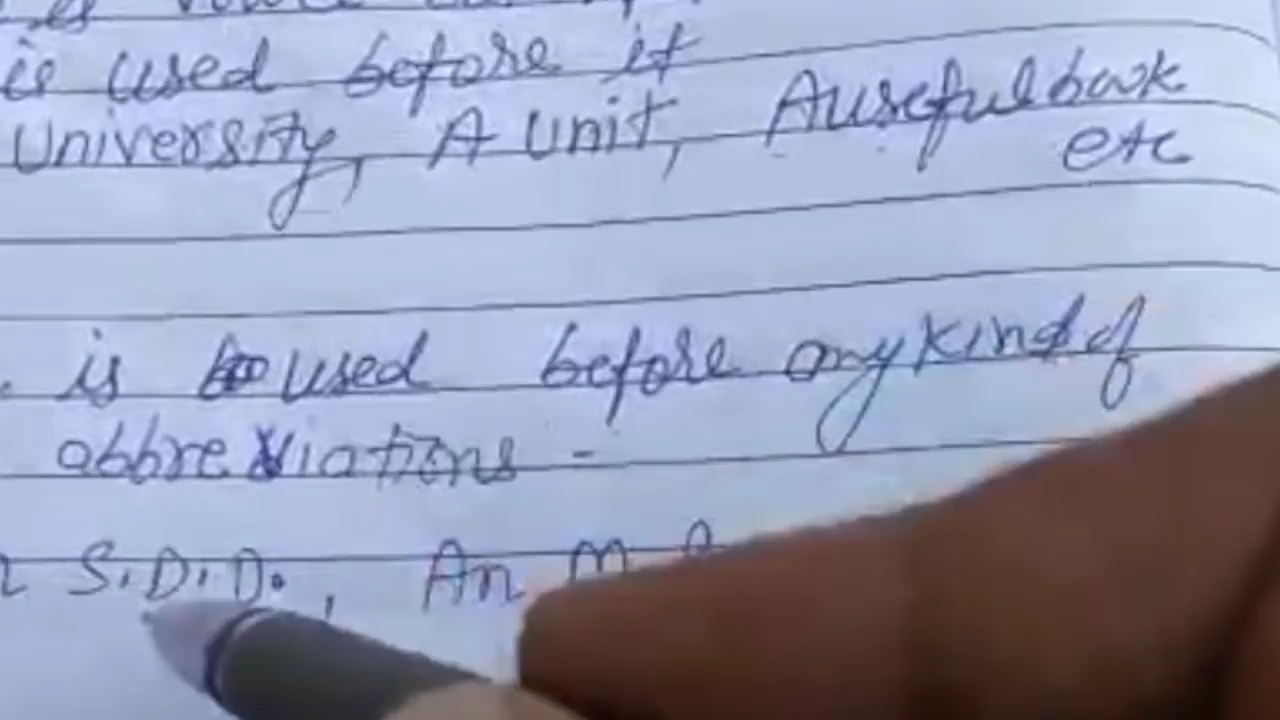 is used before it
University, A Unit, A useful book
etc
is used before any kind of
abbreviations -
S.D.D., An M